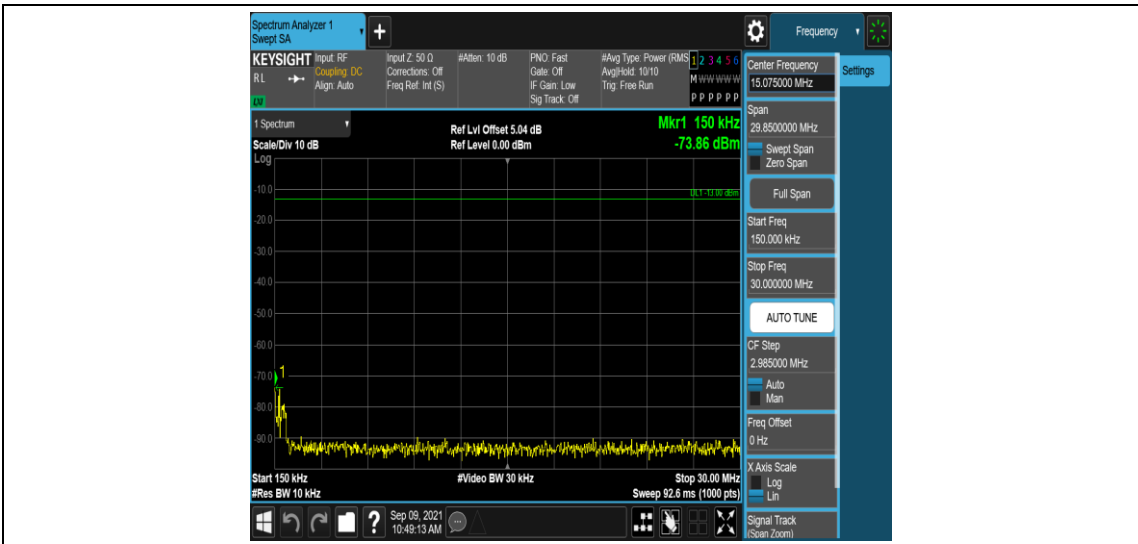 Spectrum Analyzer 1
Swept SA
+
Frequency
KEYSIGHT
RL
Input: RF
Coupling: DC
Align: Auto
Input Z: 50 Ω
Corrections: Off
Freq Ref: Int (S)
#Atten: 10 dB
PNO: Fast
Gate: Off
IF Gain: Low
Sig Track: Off
#Avg Type: Power (RMS
Avg|Hold: 10/10
Trig: Free Run
1 2 3 4 5 6
M W W W W W
P P P P P P
1 Spectrum
Scale/Div 10 dB
Log
Ref Lvl Offset 5.04 dB
Ref Level 0.00 dBm
Mkr1 150 kHz
-73.86 dBm
DL1 -13.00 dBm
-10.0
-20.0
-30.0
-40.0
-50.0
-60.0
-70.0
1
-80.0
-90.0
Start 150 kHz
#Res BW 10 kHz
#Video BW 30 kHz
Stop 30.00 MHz
Sweep 92.6 ms (1000 pts)
?
Sep 09, 2021
10:49:13 AM
Center Frequency
15.075000 MHz
Settings
Span
29.8500000 MHz
Swept Span
Zero Span
Full Span
Start Freq
150.000 kHz
Stop Freq
30.000000 MHz
AUTO TUNE
CF Step
2.985000 MHz
Auto
Man
Freq Offset
0 Hz
X Axis Scale
Log
Lin
Signal Track
(Span Zoom)